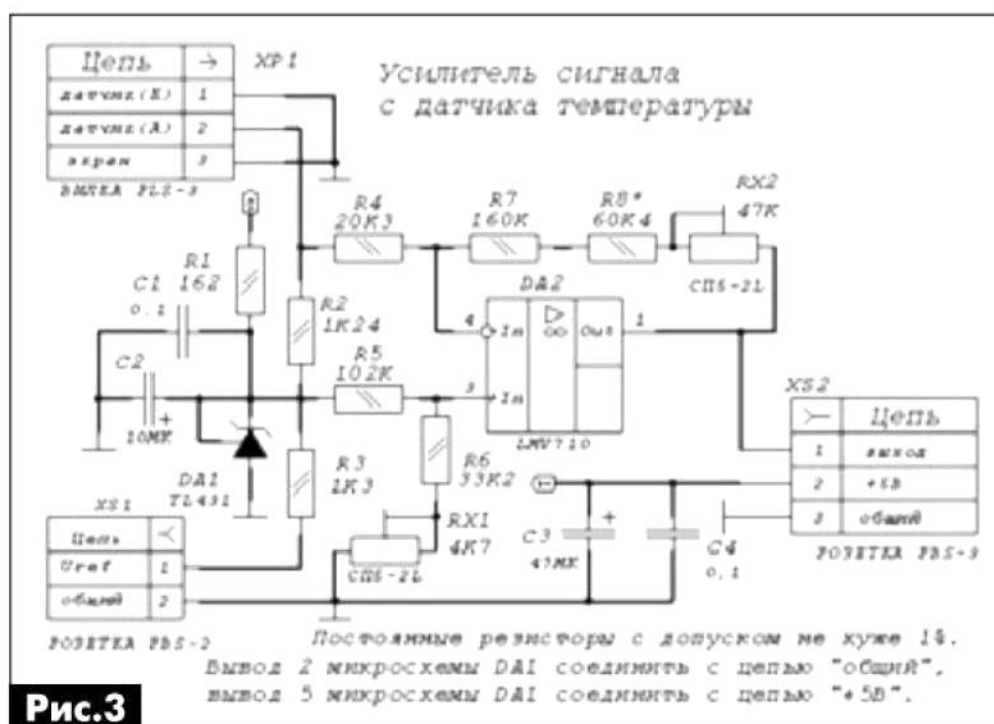 Цепь → XP1
датчик(К) 1
датчик(А) 2
экран 3
ВИЛКА PLS-3
Усилитель сигнала
с датчика температуры
R4
20К3
R7
160К
R8*
60К4
RX2
47К
СП5-2L
R1
162
C1
0,1
R2
1К24
DA2
4 In ▷ ∞ Out 1
3 In
LMV710
C2
+
10МК
R5
102К
DA1
TL431
R3
1К3
R6
33К2
RX1
4К7
СП5-2L
XS1
Цепь
Uref 1
общий 2
РОЗЕТКА PBS-2
C3
+
47МК
C4
0,1
XS2
Цепь
1 выход
2 +5В
3 общий
РОЗЕТКА PBS-3
Постоянные резисторы с допуском не хуже 1%.
Вывод 2 микросхемы DA1 соединить с цепью "общий",
вывод 5 микросхемы DA1 соединить с цепью "+5В".
Рис.3